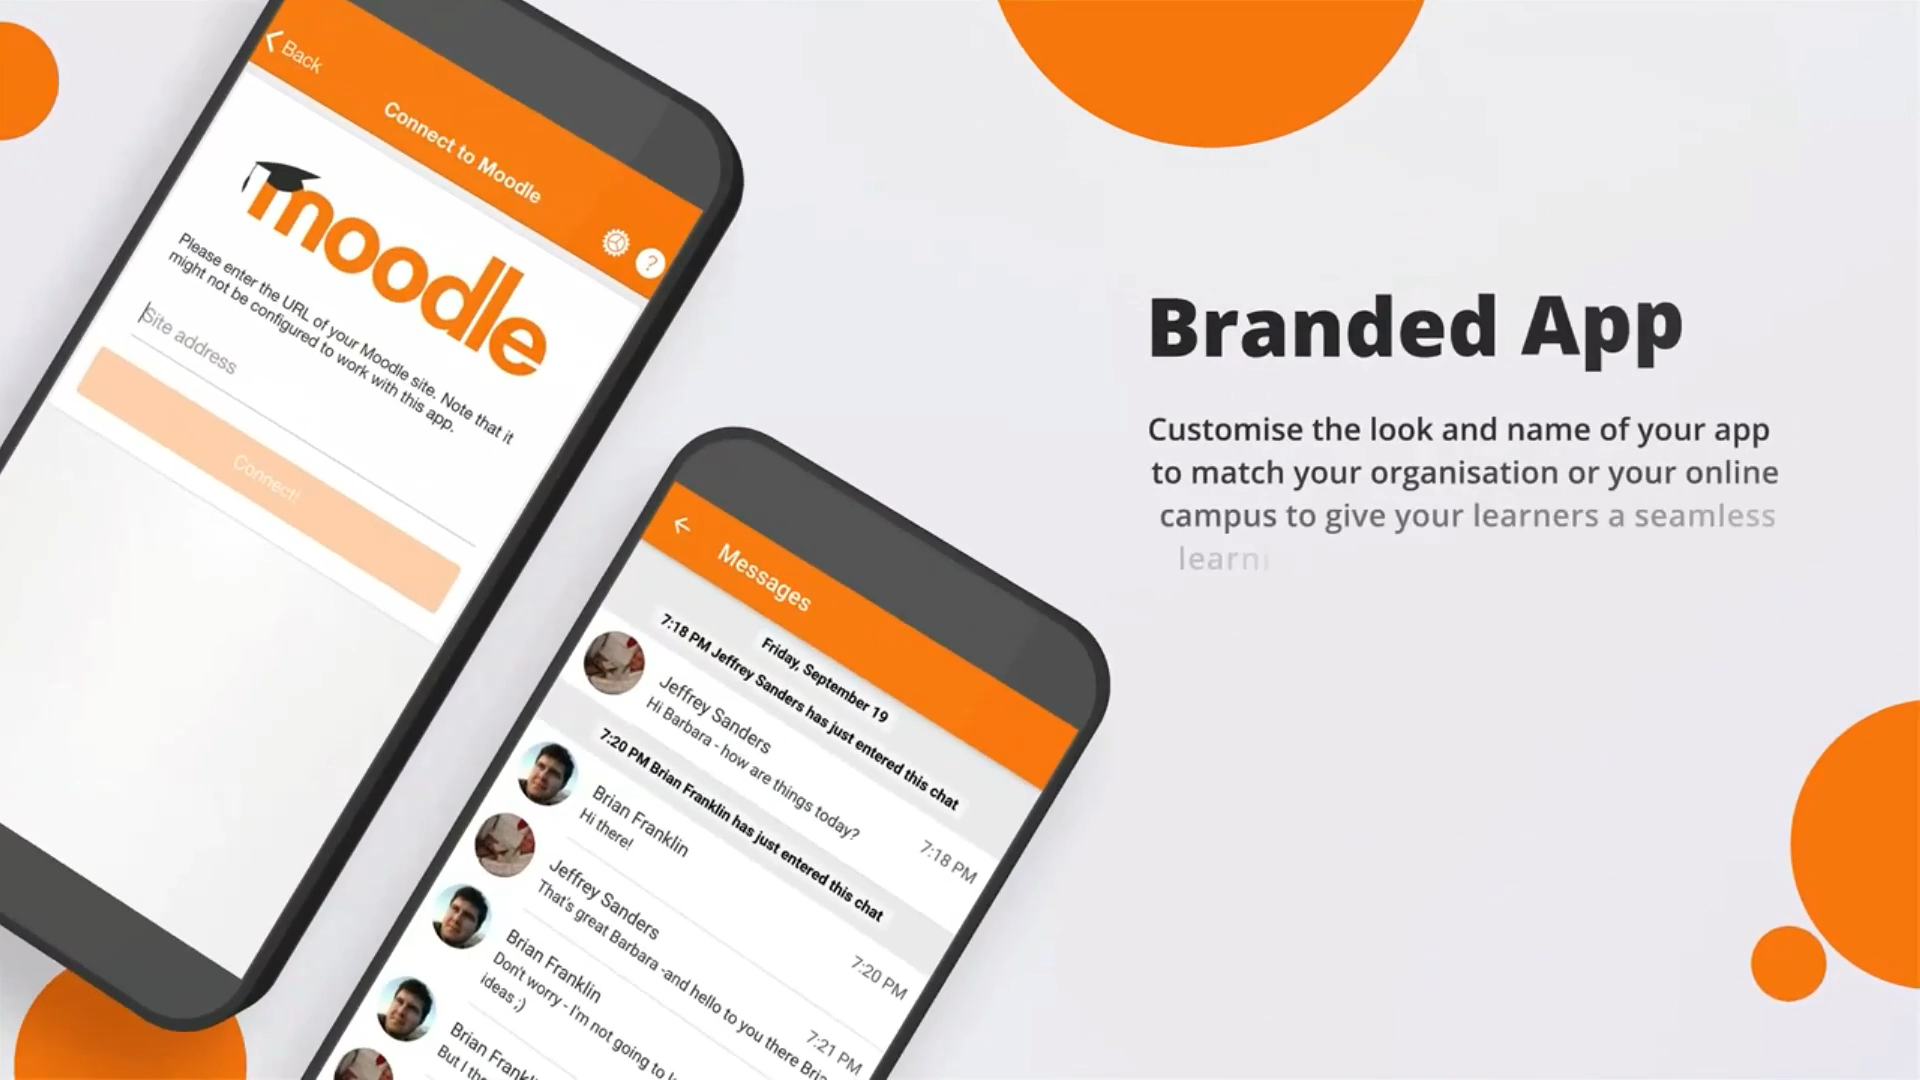 Back
Connect to Moodle
?
moodle
Please enter the URL of your Moodle site. Note that it
might not be configured to work with this app.
Site address
Connect!
Messages
Friday, September 19
7:18 PM Jeffrey Sanders has just entered this chat
Jeffrey Sanders
Hi Barbara - how are things today?
7:18 PM
7:20 PM Brian Franklin has just entered this chat
Brian Franklin
Hi there!
7:20 PM
Jeffrey Sanders
That's great Barbara -and hello to you there Bria
7:21 PM
Brian Franklin
Don't worry - I'm not going to
ideas ;)
Brian Frankl
But I the
Branded App
Customise the look and name of your app
to match your organisation or your online
campus to give your learners a seamless
learni